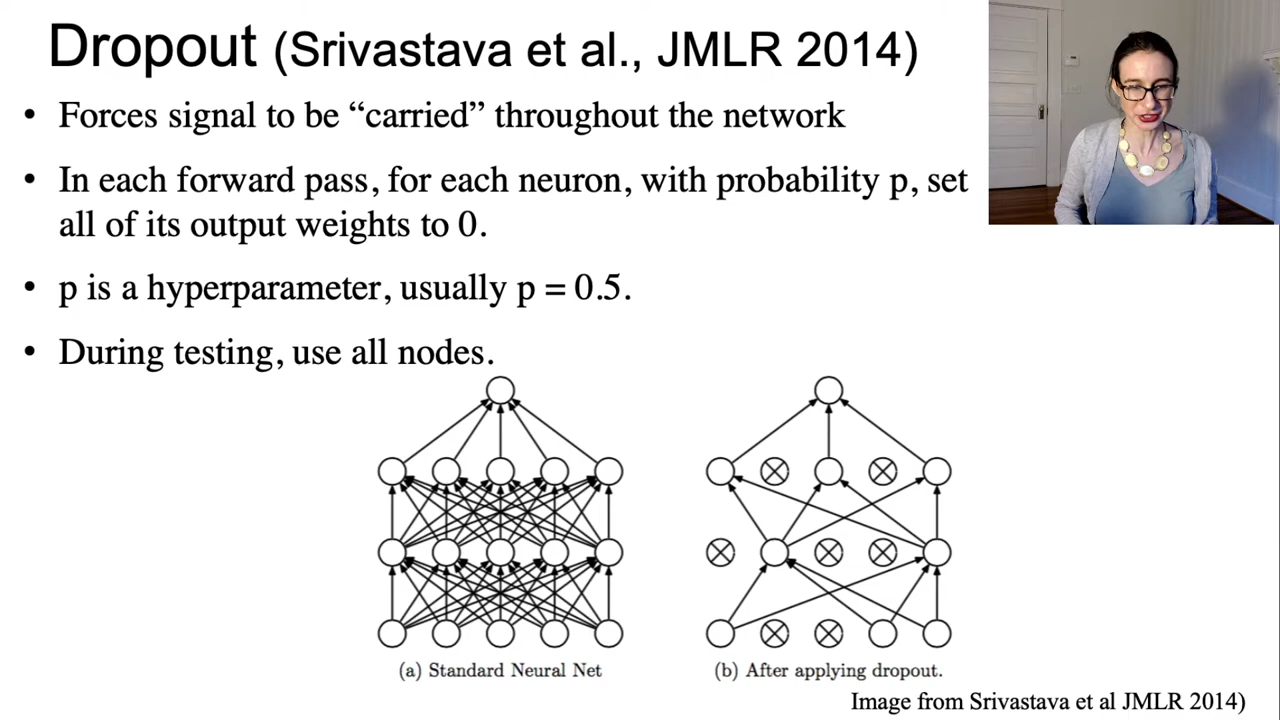 Dropout (Srivastava et al., JMLR 2014)
• Forces signal to be “carried” throughout the network
• In each forward pass, for each neuron, with probability p, set
all of its output weights to 0.
• p is a hyperparameter, usually p = 0.5.
• During testing, use all nodes.
(a) Standard Neural Net
(b) After applying dropout.
Image from Srivastava et al JMLR 2014)